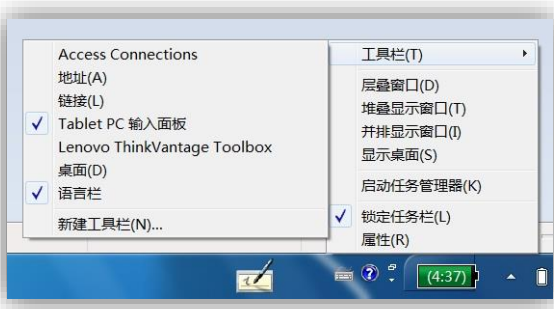 Access Connections
地址(A)
链接(L)
Tablet PC 输入面板
Lenovo ThinkVantage Toolbox
桌面(D)
语言栏
新建工具栏(N)...
工具栏(T)
层叠窗口(D)
堆叠显示窗口(T)
并排显示窗口(I)
显示桌面(S)
启动任务管理器(K)
锁定任务栏(L)
属性(R)
(4:37)